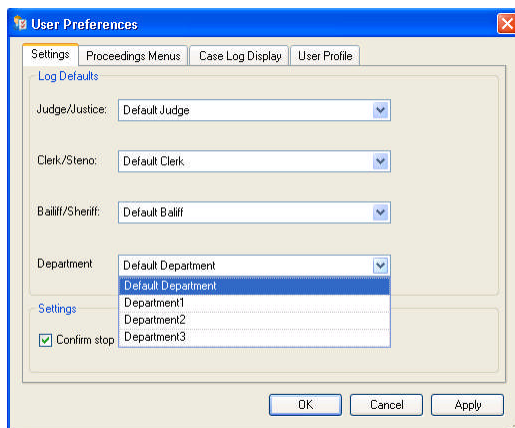 User Preferences
Settings Proceedings Menus Case Log Display User Profile
Log Defaults
Judge/Justice: Default Judge
Clerk/Steno: Default Clerk
Bailiff/Sheriff: Default Baliff
Department Default Department
Default Department
Department1
Department2
Department3
Settings
Confirm stop
OK Cancel Apply